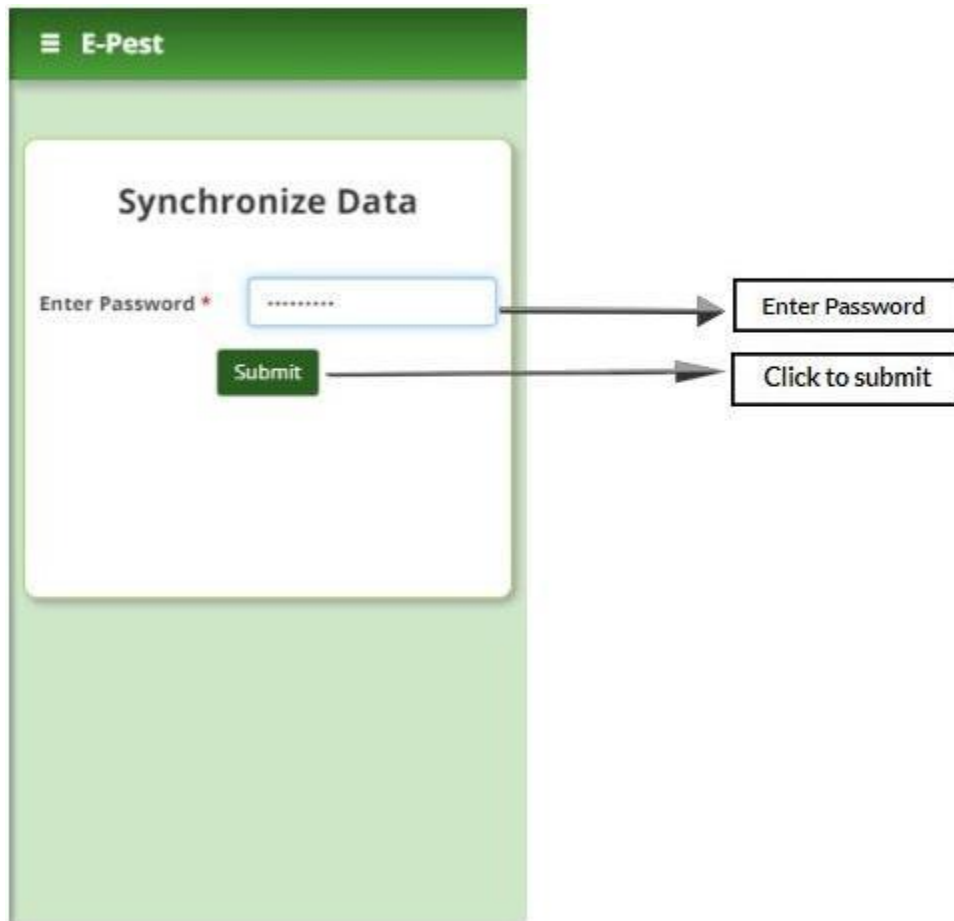 E-Pest
Synchronize Data
Enter Password * ········· Enter Password
Submit Click to submit